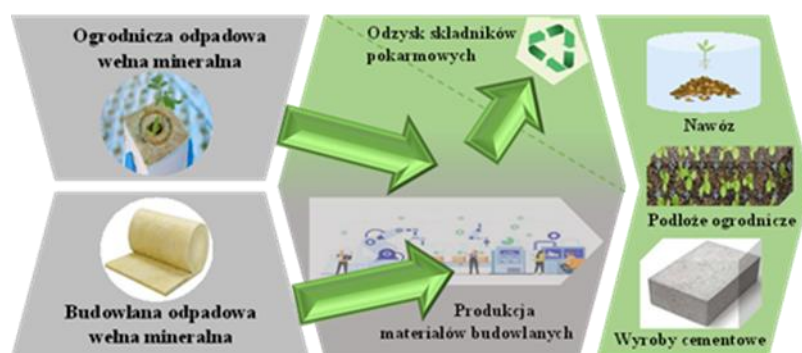 Ogrodnicza odpadowa
wełna mineralna
Budowlana odpadowa
wełna mineralna
Odzysk składników
pokarmowych
Produkcja
materiałów budowlanych
Nawóz
Podłoże ogrodnicze
Wyroby cementowe